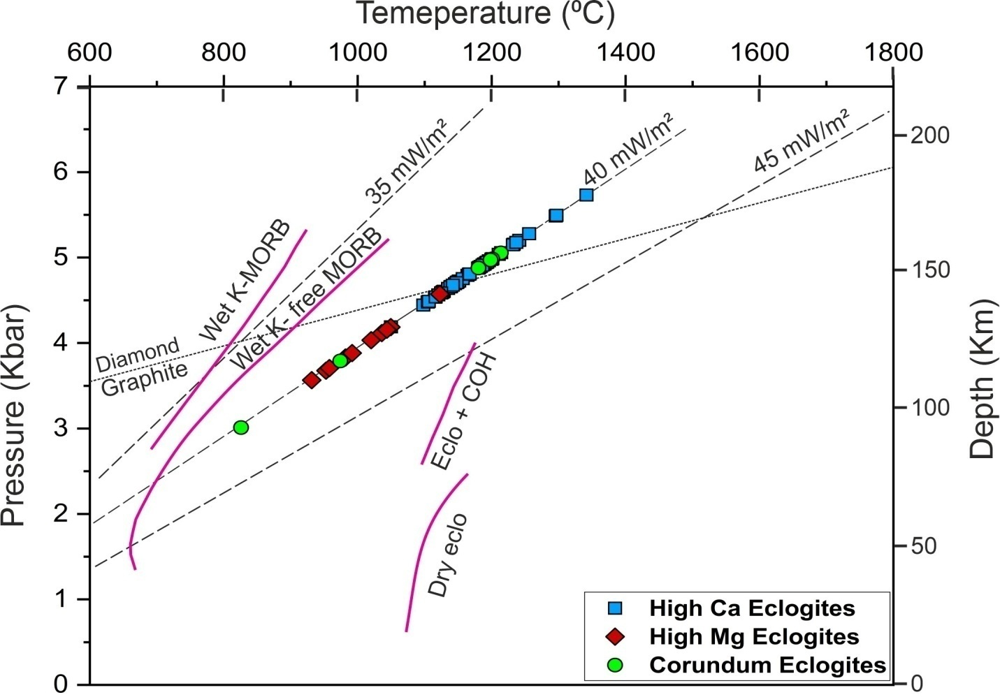 Temeperature (ºC)
600 800 1000 1200 1400 1600 1800
7
6
5
4
3
2
1
0
Pressure (Kbar)
200
150
100
50
0
Depth (Km)
35 mW/m²
40 mW/m²
45 mW/m²
Wet K-MORB
Wet K- free MORB
Diamond
Graphite
Eclo + COH
Dry eclo
High Ca Eclogites
High Mg Eclogites
Corundum Eclogites